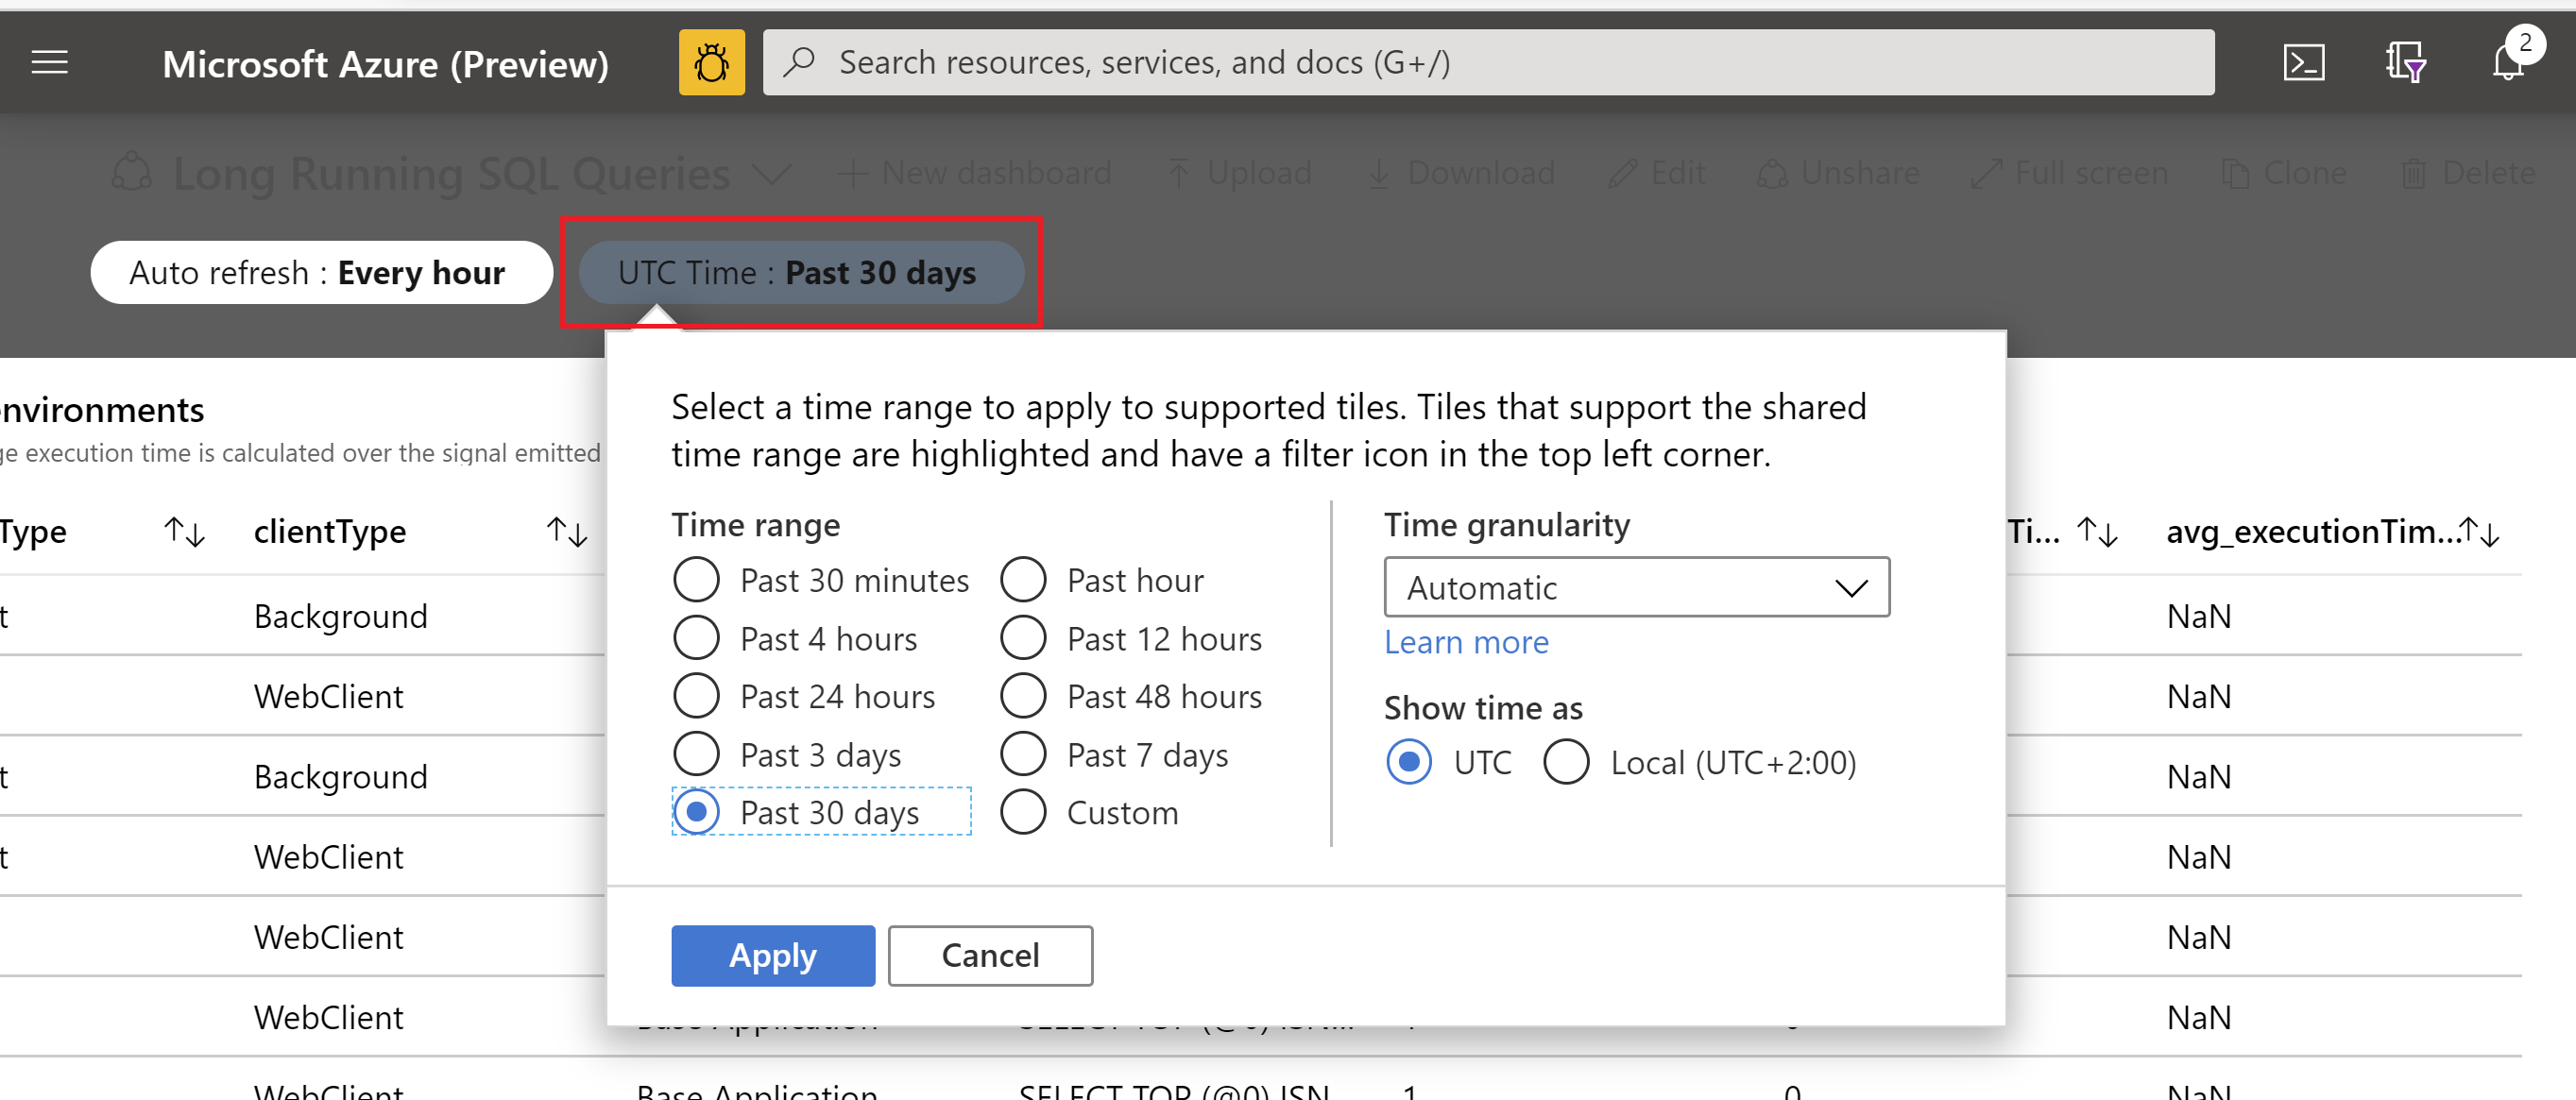 Microsoft Azure (Preview)
Search resources, services, and docs (G+/)
2
Long Running SQL Queries
New dashboard
Upload
Download
Edit
Unshare
Full screen
Clone
Delete
Auto refresh : Every hour
UTC Time : Past 30 days
Select a time range to apply to supported tiles. Tiles that support the shared
time range are highlighted and have a filter icon in the top left corner.
Time range
Past 30 minutes
Past hour
Past 4 hours
Past 12 hours
Past 24 hours
Past 48 hours
Past 3 days
Past 7 days
Past 30 days
Custom
Time granularity
Automatic
Learn more
Show time as
UTC
Local (UTC+2:00)
Apply
Cancel
nvironments
ge execution time is calculated over the signal emitted
Type clientType Ti... avg_executionTim...
t Background NaN
WebClient NaN
t Background NaN
t WebClient NaN
WebClient NaN
WebClient Base Application SELECT TOP (@0) ISN... NaN
WebClient Base Application SELECT TOP (@0) ISN 1 0 NaN